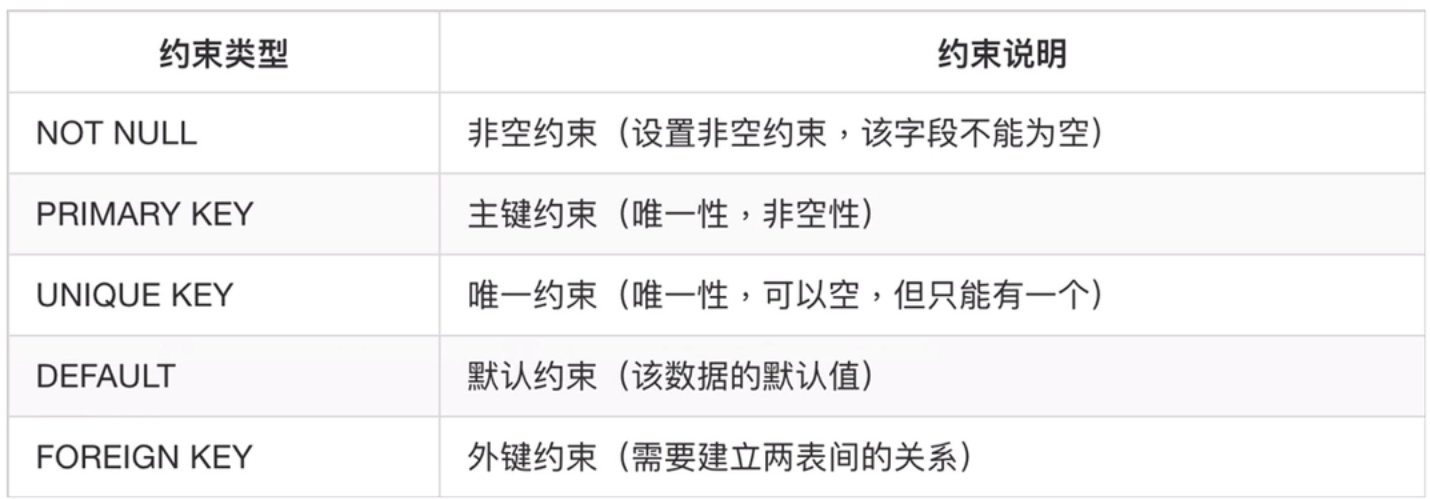 约束类型 约束说明
NOT NULL 非空约束（设置非空约束，该字段不能为空）
PRIMARY KEY 主键约束（唯一性，非空性）
UNIQUE KEY 唯一约束（唯一性，可以空，但只能有一个）
DEFAULT 默认约束（该数据的默认值）
FOREIGN KEY 外键约束（需要建立两表间的关系）